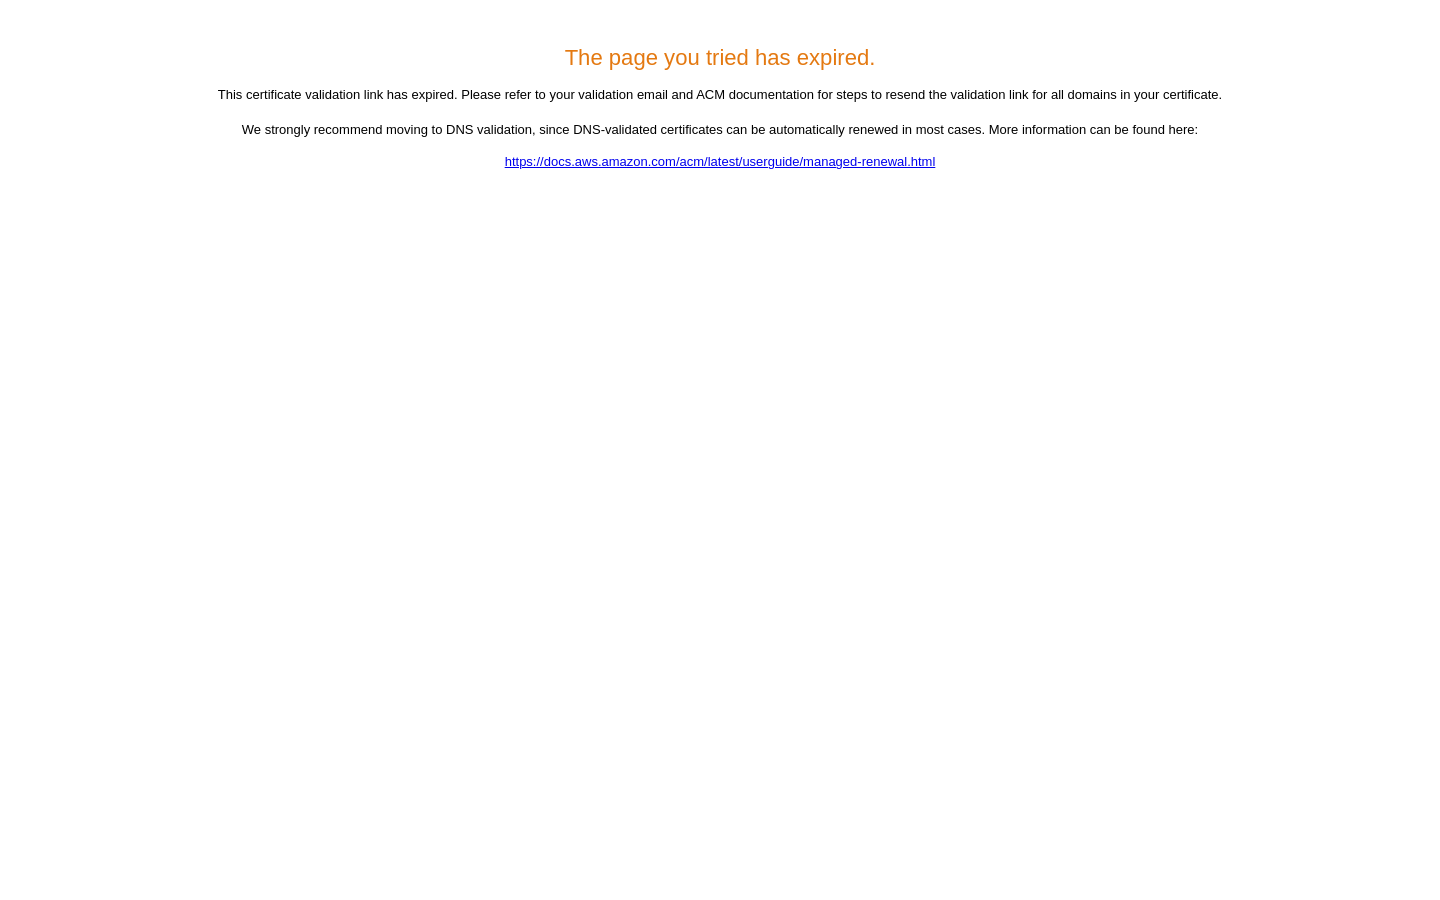 The page you tried has expired.
This certificate validation link has expired. Please refer to your validation email and ACM documentation for steps to resend the validation link for all domains in your certificate.
We strongly recommend moving to DNS validation, since DNS-validated certificates can be automatically renewed in most cases. More information can be found here:
https://docs.aws.amazon.com/acm/latest/userguide/managed-renewal.html